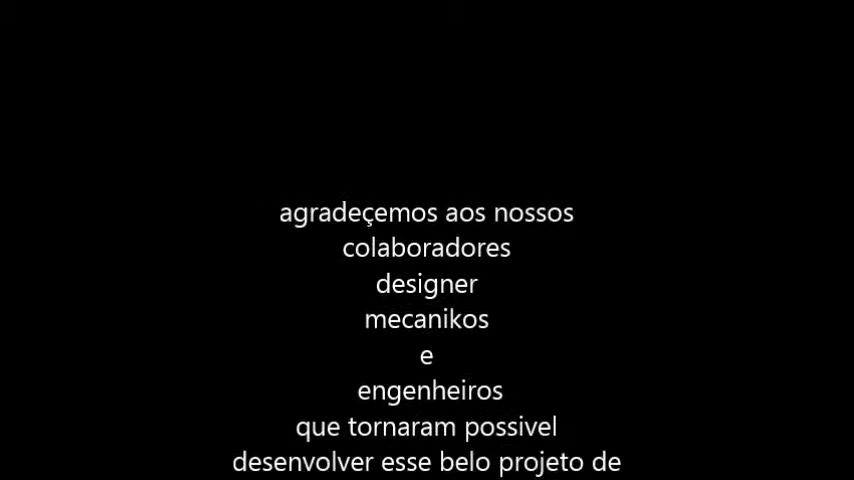 agradeçemos aos nossos
colaboradores
designer
mecanikos
e
engenheiros
que tornaram possivel
desenvolver esse belo projeto de